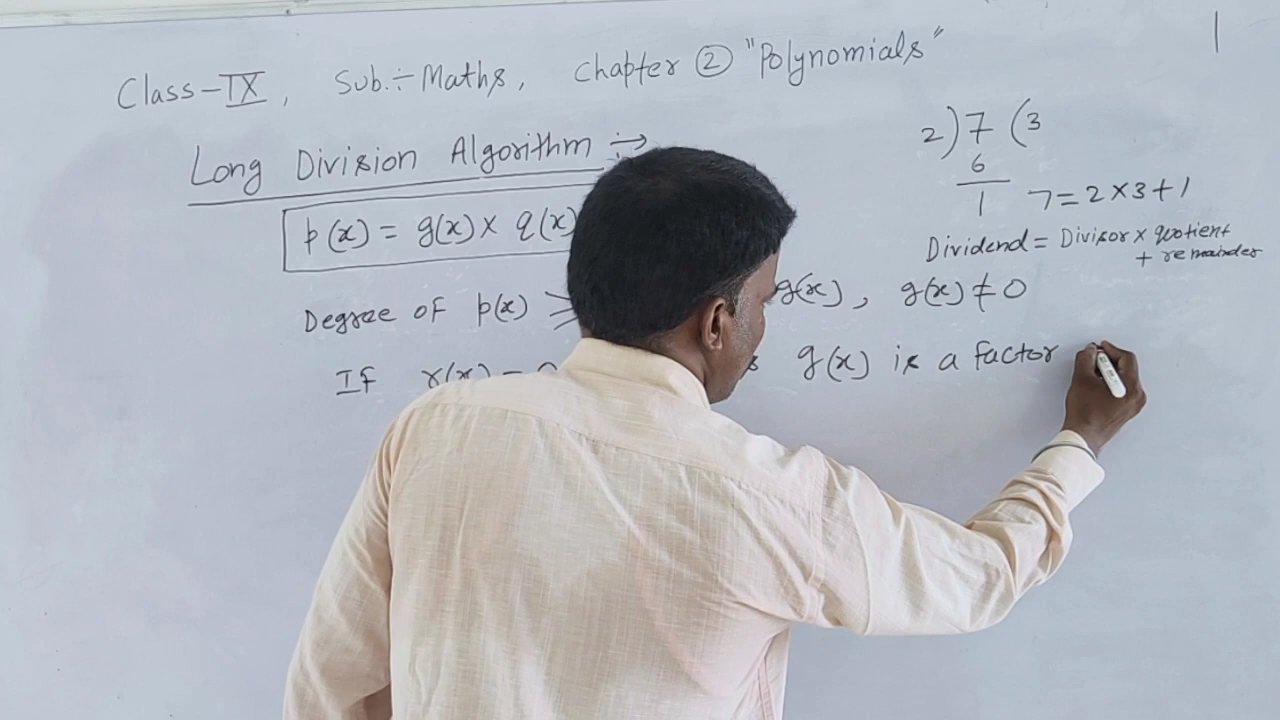 Class-IX, Sub.÷Maths, Chapter ② "Polynomials"
Long Division Algorithm :→
2)7(3
6
1 7=2×3+1
p(x) = g(x)× q(x)
Dividend = Divisor × quotient
+ remainder
Degree of p(x) ≥ g(x), g(x)≠0
If r(x) = 0 g(x) is a factor